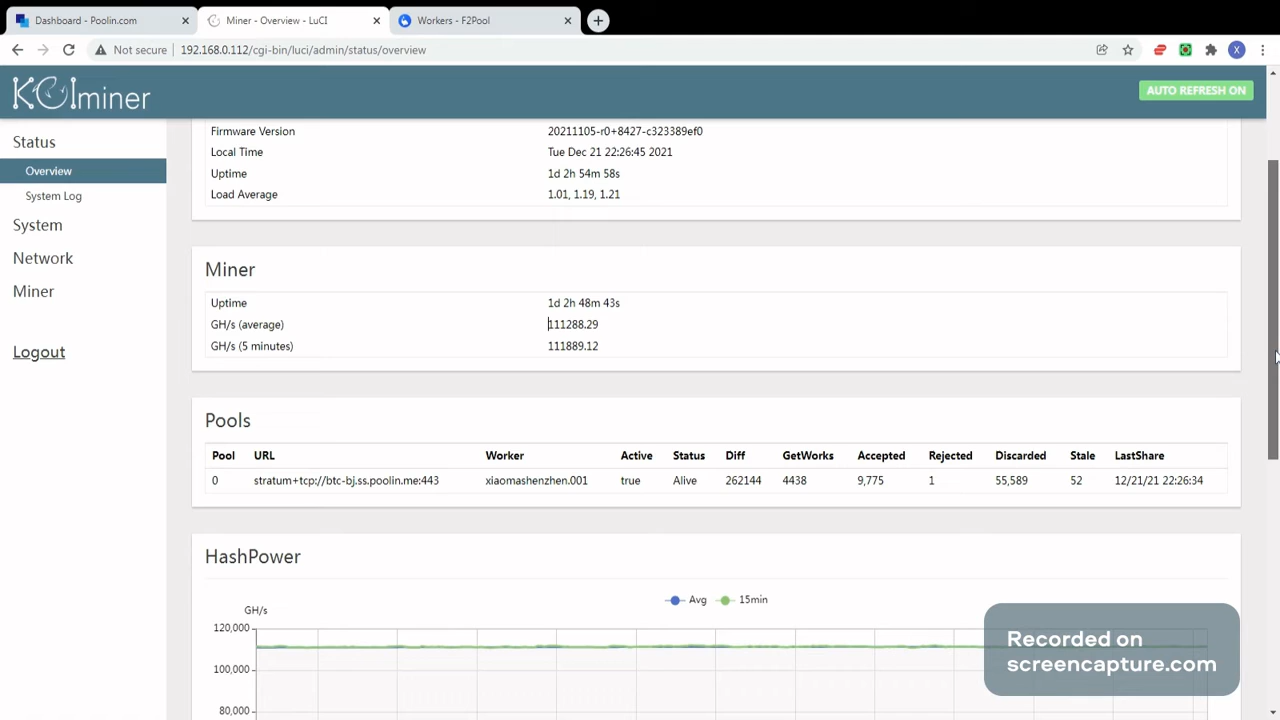 Dashboard - Poolin.com
Miner - Overview - LuCI
Workers - F2Pool
Not secure
192.168.0.112/cgi-bin/luci/admin/status/overview
X
KOIminer
AUTO REFRESH ON
Status
Overview
System Log
System
Network
Miner
Logout
Firmware Version 20211105-r0+8427-c323389ef0
Local Time Tue Dec 21 22:26:45 2021
Uptime 1d 2h 54m 58s
Load Average 1.01, 1.19, 1.21
Miner
Uptime 1d 2h 48m 43s
GH/s (average) 111288.29
GH/s (5 minutes) 111889.12
Pools
Pool URL Worker Active Status Diff GetWorks Accepted Rejected Discarded Stale LastShare
0 stratum+tcp://btc-bj.ss.poolin.me:443 xiaomashenzhen.001 true Alive 262144 4438 9,775 1 55,589 52 12/21/21 22:26:34
HashPower
Avg 15min
GH/s
120,000
100,000
80,000
Recorded on
screencapture.com